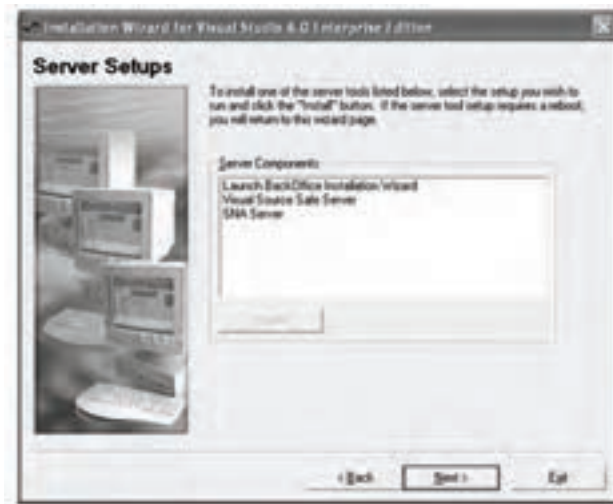 Installation Wizard for Visual Studio 6.0 Enterprise Edition
Server Setups
To install one of the server tools listed below, select the setup you wish to
run and click the "Install" button. If the server tool setup requires a reboot,
you will return to this wizard page.
Server Components
Launch BackOffice Installation Wizard
Visual Source Safe Server
SNA Server
< Back
Next >
Exit